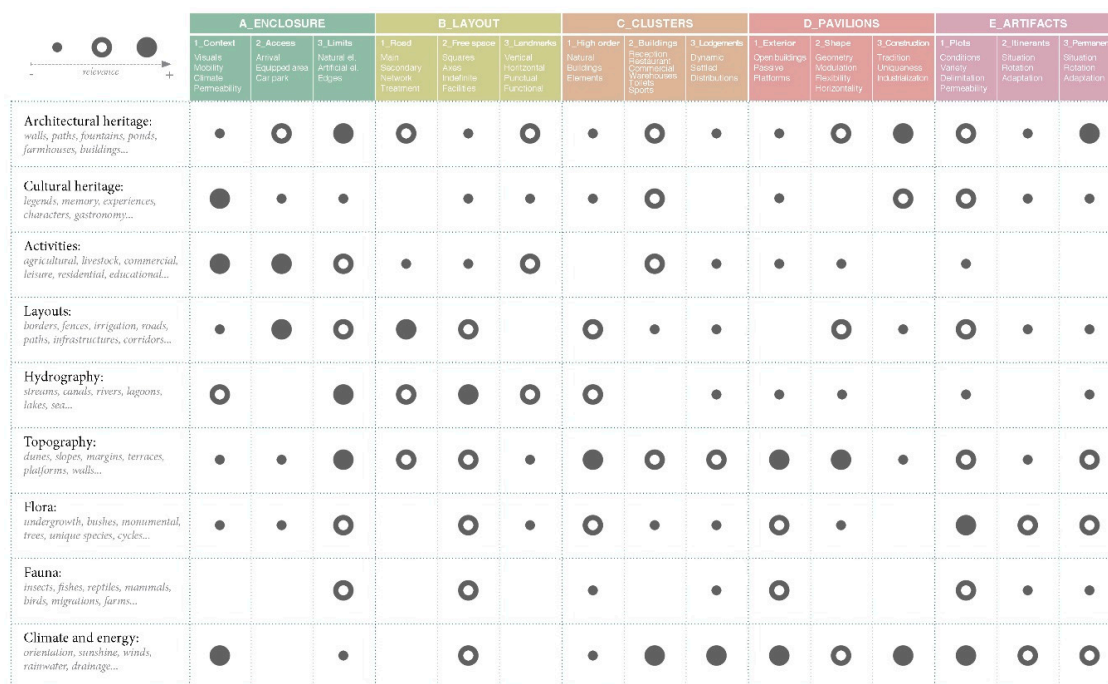 A_ENCLOSURE B_LAYOUT C_CLUSTERS D_PAVILIONS E_ARTIFACTS
- relevance +
1_Context
Visuals
Mobility
Climate
Permeability
2_Access
Arrival
Equipped area
Car park
3_Limits
Natural el.
Artificial el.
Edges
1_Road
Main
Secondary
Network
Treatment
2_Free space
Squares
Axes
Indefinite
Facilities
3_Landmarks
Vertical
Horizontal
Punctual
Functional
1_High order
Natural
Buildings
Elements
2_Buildings
Reception
Restaurant
Commercial
Warehouses
Toilets
Sports
3_Lodgements
Dynamic
Settled
Distributions
1_Exterior
Open buildings
Passive
Platforms
2_Shape
Geometry
Modulation
Flexibility
Horizontality
3_Construction
Tradition
Uniqueness
Industrialization
1_Plots
Conditions
Variety
Delimitation
Permeability
2_Itinerants
Situation
Rotation
Adaptation
3_Permanen
Situation
Rotation
Adaptation
Architectural heritage:
walls, paths, fountains, ponds,
farmhouses, buildings...
Cultural heritage:
legends, memory, experiences,
characters, gastronomy...
Activities:
agricultural, livestock, commercial,
leisure, residential, educational...
Layouts:
borders, fences, irrigation, roads,
paths, infrastructures, corridors...
Hydrography:
streams, canals, rivers, lagoons,
lakes, sea...
Topography:
dunes, slopes, margins, terraces,
platforms, walls...
Flora:
undergrowth, bushes, monumental,
trees, unique species, cycles...
Fauna:
insects, fishes, reptiles, mammals,
birds, migrations, farms...
Climate and energy:
orientation, sunshine, winds,
rainwater, drainage...